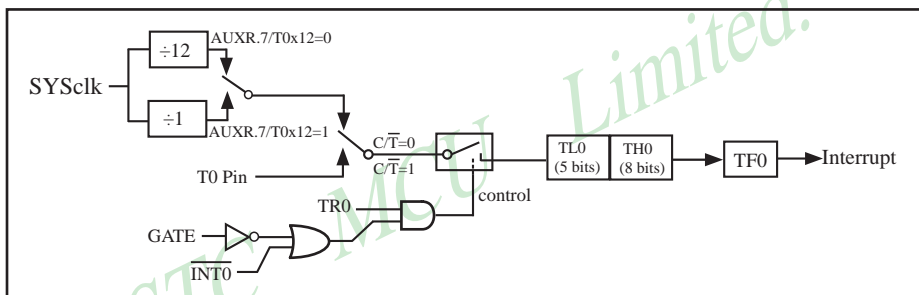 ÷12
AUXR.7/T0x12=0
SYSclk
÷1
AUXR.7/T0x12=1
C/T̅=0
C/T̅=1
T0 Pin
TL0
(5 bits)
TH0
(8 bits)
TF0
Interrupt
control
TR0
GATE
I̅N̅T̅0̅
STC MCU Limited.